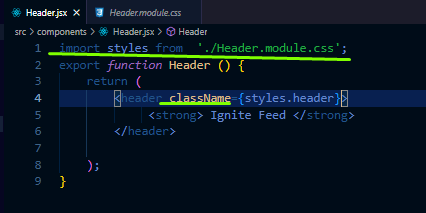 Header.jsx × Header.module.css
src > components > Header.jsx > Header
1 import styles from './Header.module.css';
2 export function Header () {
3 return (
4 <header className={styles.header}>
5 <strong> Ignite Feed </strong>
6 </header>
7
8 );
9 }